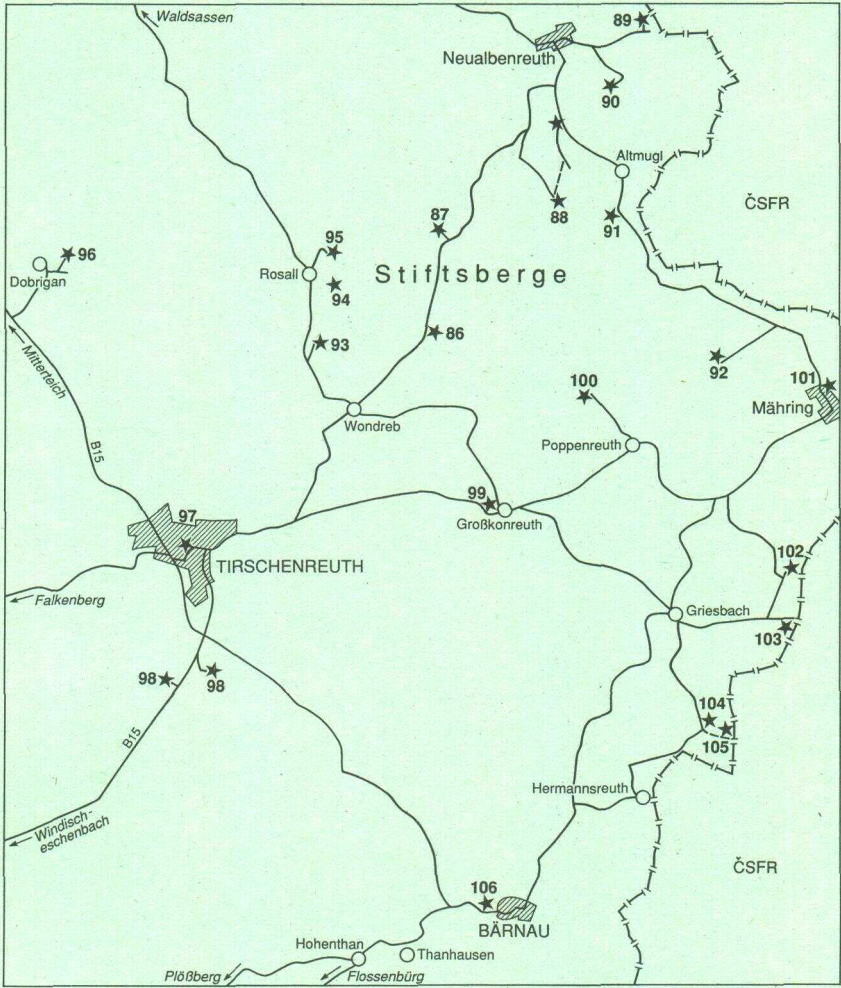 Waldsassen
89
Neualbenreuth
90
Altmugl
ČSFR
88
87
91
95
96
Rosall
Stiftsberge
Dobrigan
94
86
93
Mitterteich
92
101
100
Mähring
Wondreb
Poppenreuth
B15
99
97
Großkonreuth
TIRSCHENREUTH
102
Falkenberg
Griesbach
103
98
98
104
105
B15
Hermannsreuth
Windisch-
eschenbach
ČSFR
106
BÄRNAU
Hohenthan
Thanhausen
Plößberg
Flossenbürg